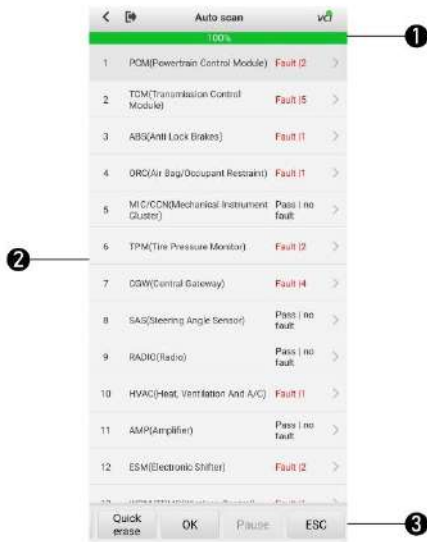 Auto scan
vci
100%
1
1 PCM(Powertrain Control Module) Fault |2
2 TCM(Transmission Control Module) Fault |5
3 ABS(Anti Lock Brakes) Fault |1
4 ORC(Air Bag/Occupant Restraint) Fault |1
5 MIC/CCN(Mechanical Instrument Cluster) Pass | no fault
2
6 TPM(Tire Pressure Monitor) Fault |2
7 CGW(Central Gateway) Fault |4
8 SAS(Steering Angle Sensor) Pass | no fault
9 RADIO(Radio) Pass | no fault
10 HVAC(Heat, Ventilation And A/C) Fault |1
11 AMP(Amplifier) Pass | no fault
12 ESM(Electronic Shifter) Fault |2
Quick erase OK Pause ESC
3